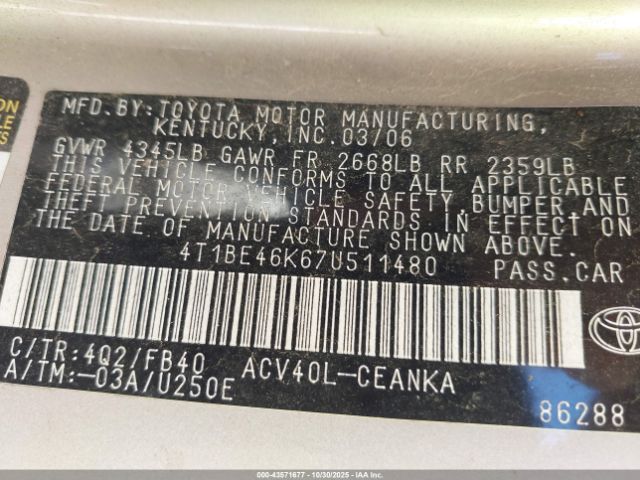 ON
LE
S
MFD. BY: TOYOTA MOTOR MANUFACTURING,
KENTUCKY, INC. 03/06
GVWR 4345LB GAWR FR 2668LB RR 2359LB
THIS VEHICLE CONFORMS TO ALL APPLICABLE
FEDERAL MOTOR VEHICLE SAFETY BUMPER AND
THEFT PREVENTION STANDARDS IN EFFECT ON
THE DATE OF MANUFACTURE SHOWN ABOVE.
4T1BE46K67U511480 PASS.CAR
C/TR:4Q2/FB40 ACV40L-CEANKA
A/TM:-03A/U250E
86288
TOYOTA
000-43571677 | 10/30/2025 | IAA Inc.